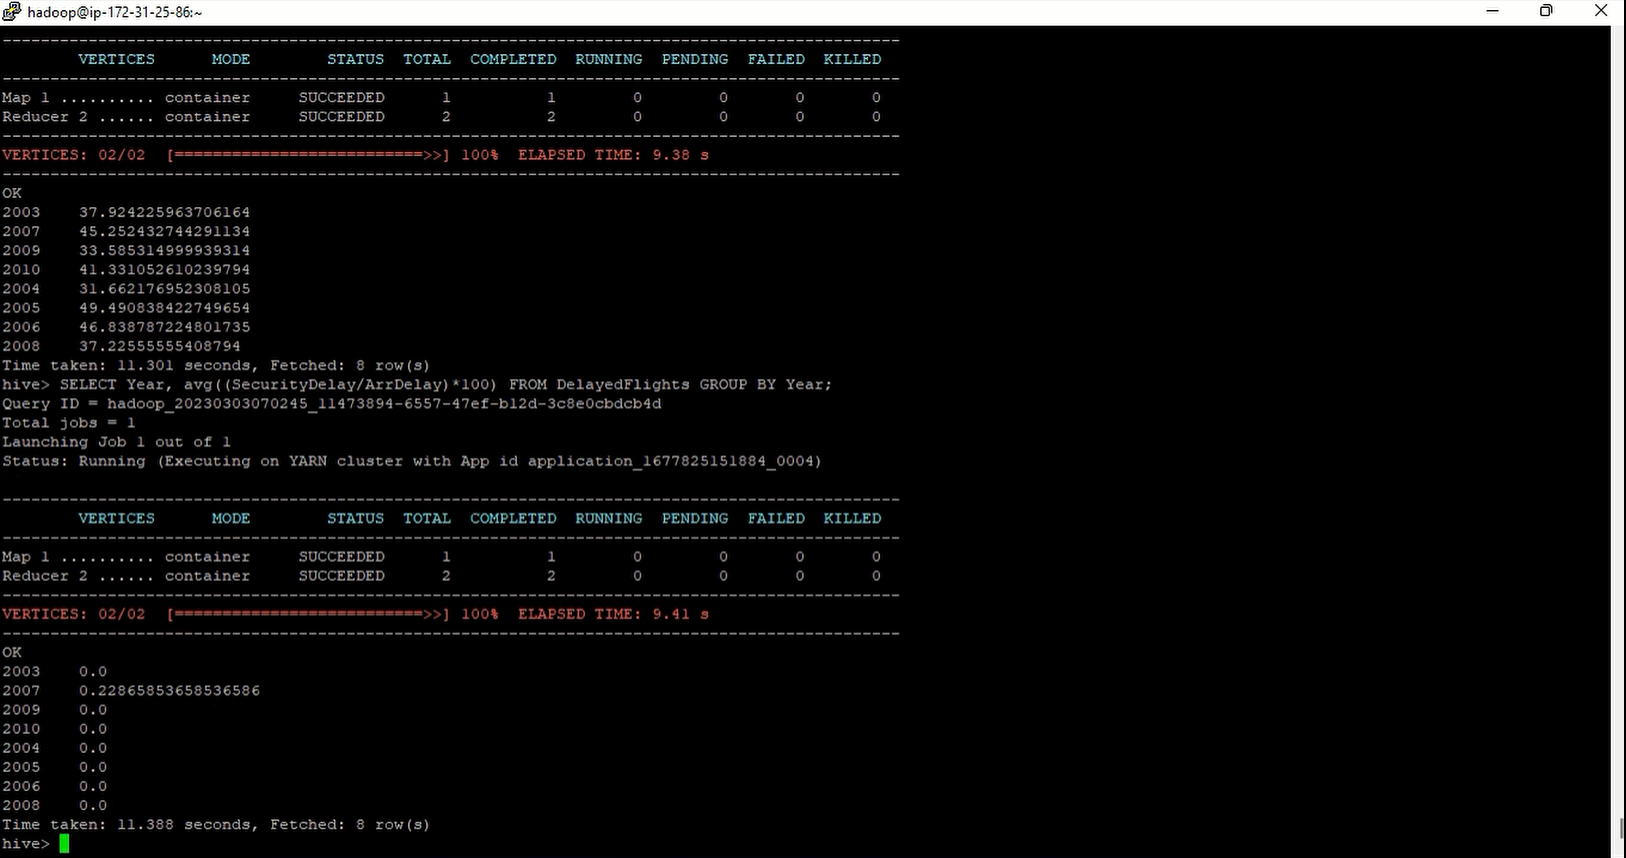 hadoop@ip-172-31-25-86:~
----------------------------------------------------------------------------------------------
VERTICES MODE STATUS TOTAL COMPLETED RUNNING PENDING FAILED KILLED
----------------------------------------------------------------------------------------------
Map 1 .......... container SUCCEEDED 1 1 0 0 0 0
Reducer 2 ...... container SUCCEEDED 2 2 0 0 0 0
----------------------------------------------------------------------------------------------
VERTICES: 02/02 [==========================>>] 100% ELAPSED TIME: 9.38 s
----------------------------------------------------------------------------------------------
OK
2003 37.924225963706164
2007 45.252432744291134
2009 33.585314999939314
2010 41.331052610239794
2004 31.662176952308105
2005 49.490838422749654
2006 46.838787224801735
2008 37.22555555408794
Time taken: 11.301 seconds, Fetched: 8 row(s)
hive> SELECT Year, avg((SecurityDelay/ArrDelay)*100) FROM DelayedFlights GROUP BY Year;
Query ID = hadoop_20230303070245_11473894-6557-47ef-b12d-3c8e0cbdcb4d
Total jobs = 1
Launching Job 1 out of 1
Status: Running (Executing on YARN cluster with App id application_1677825151884_0004)
----------------------------------------------------------------------------------------------
VERTICES MODE STATUS TOTAL COMPLETED RUNNING PENDING FAILED KILLED
----------------------------------------------------------------------------------------------
Map 1 .......... container SUCCEEDED 1 1 0 0 0 0
Reducer 2 ...... container SUCCEEDED 2 2 0 0 0 0
----------------------------------------------------------------------------------------------
VERTICES: 02/02 [==========================>>] 100% ELAPSED TIME: 9.41 s
----------------------------------------------------------------------------------------------
OK
2003 0.0
2007 0.22865853658536586
2009 0.0
2010 0.0
2004 0.0
2005 0.0
2006 0.0
2008 0.0
Time taken: 11.388 seconds, Fetched: 8 row(s)
hive>